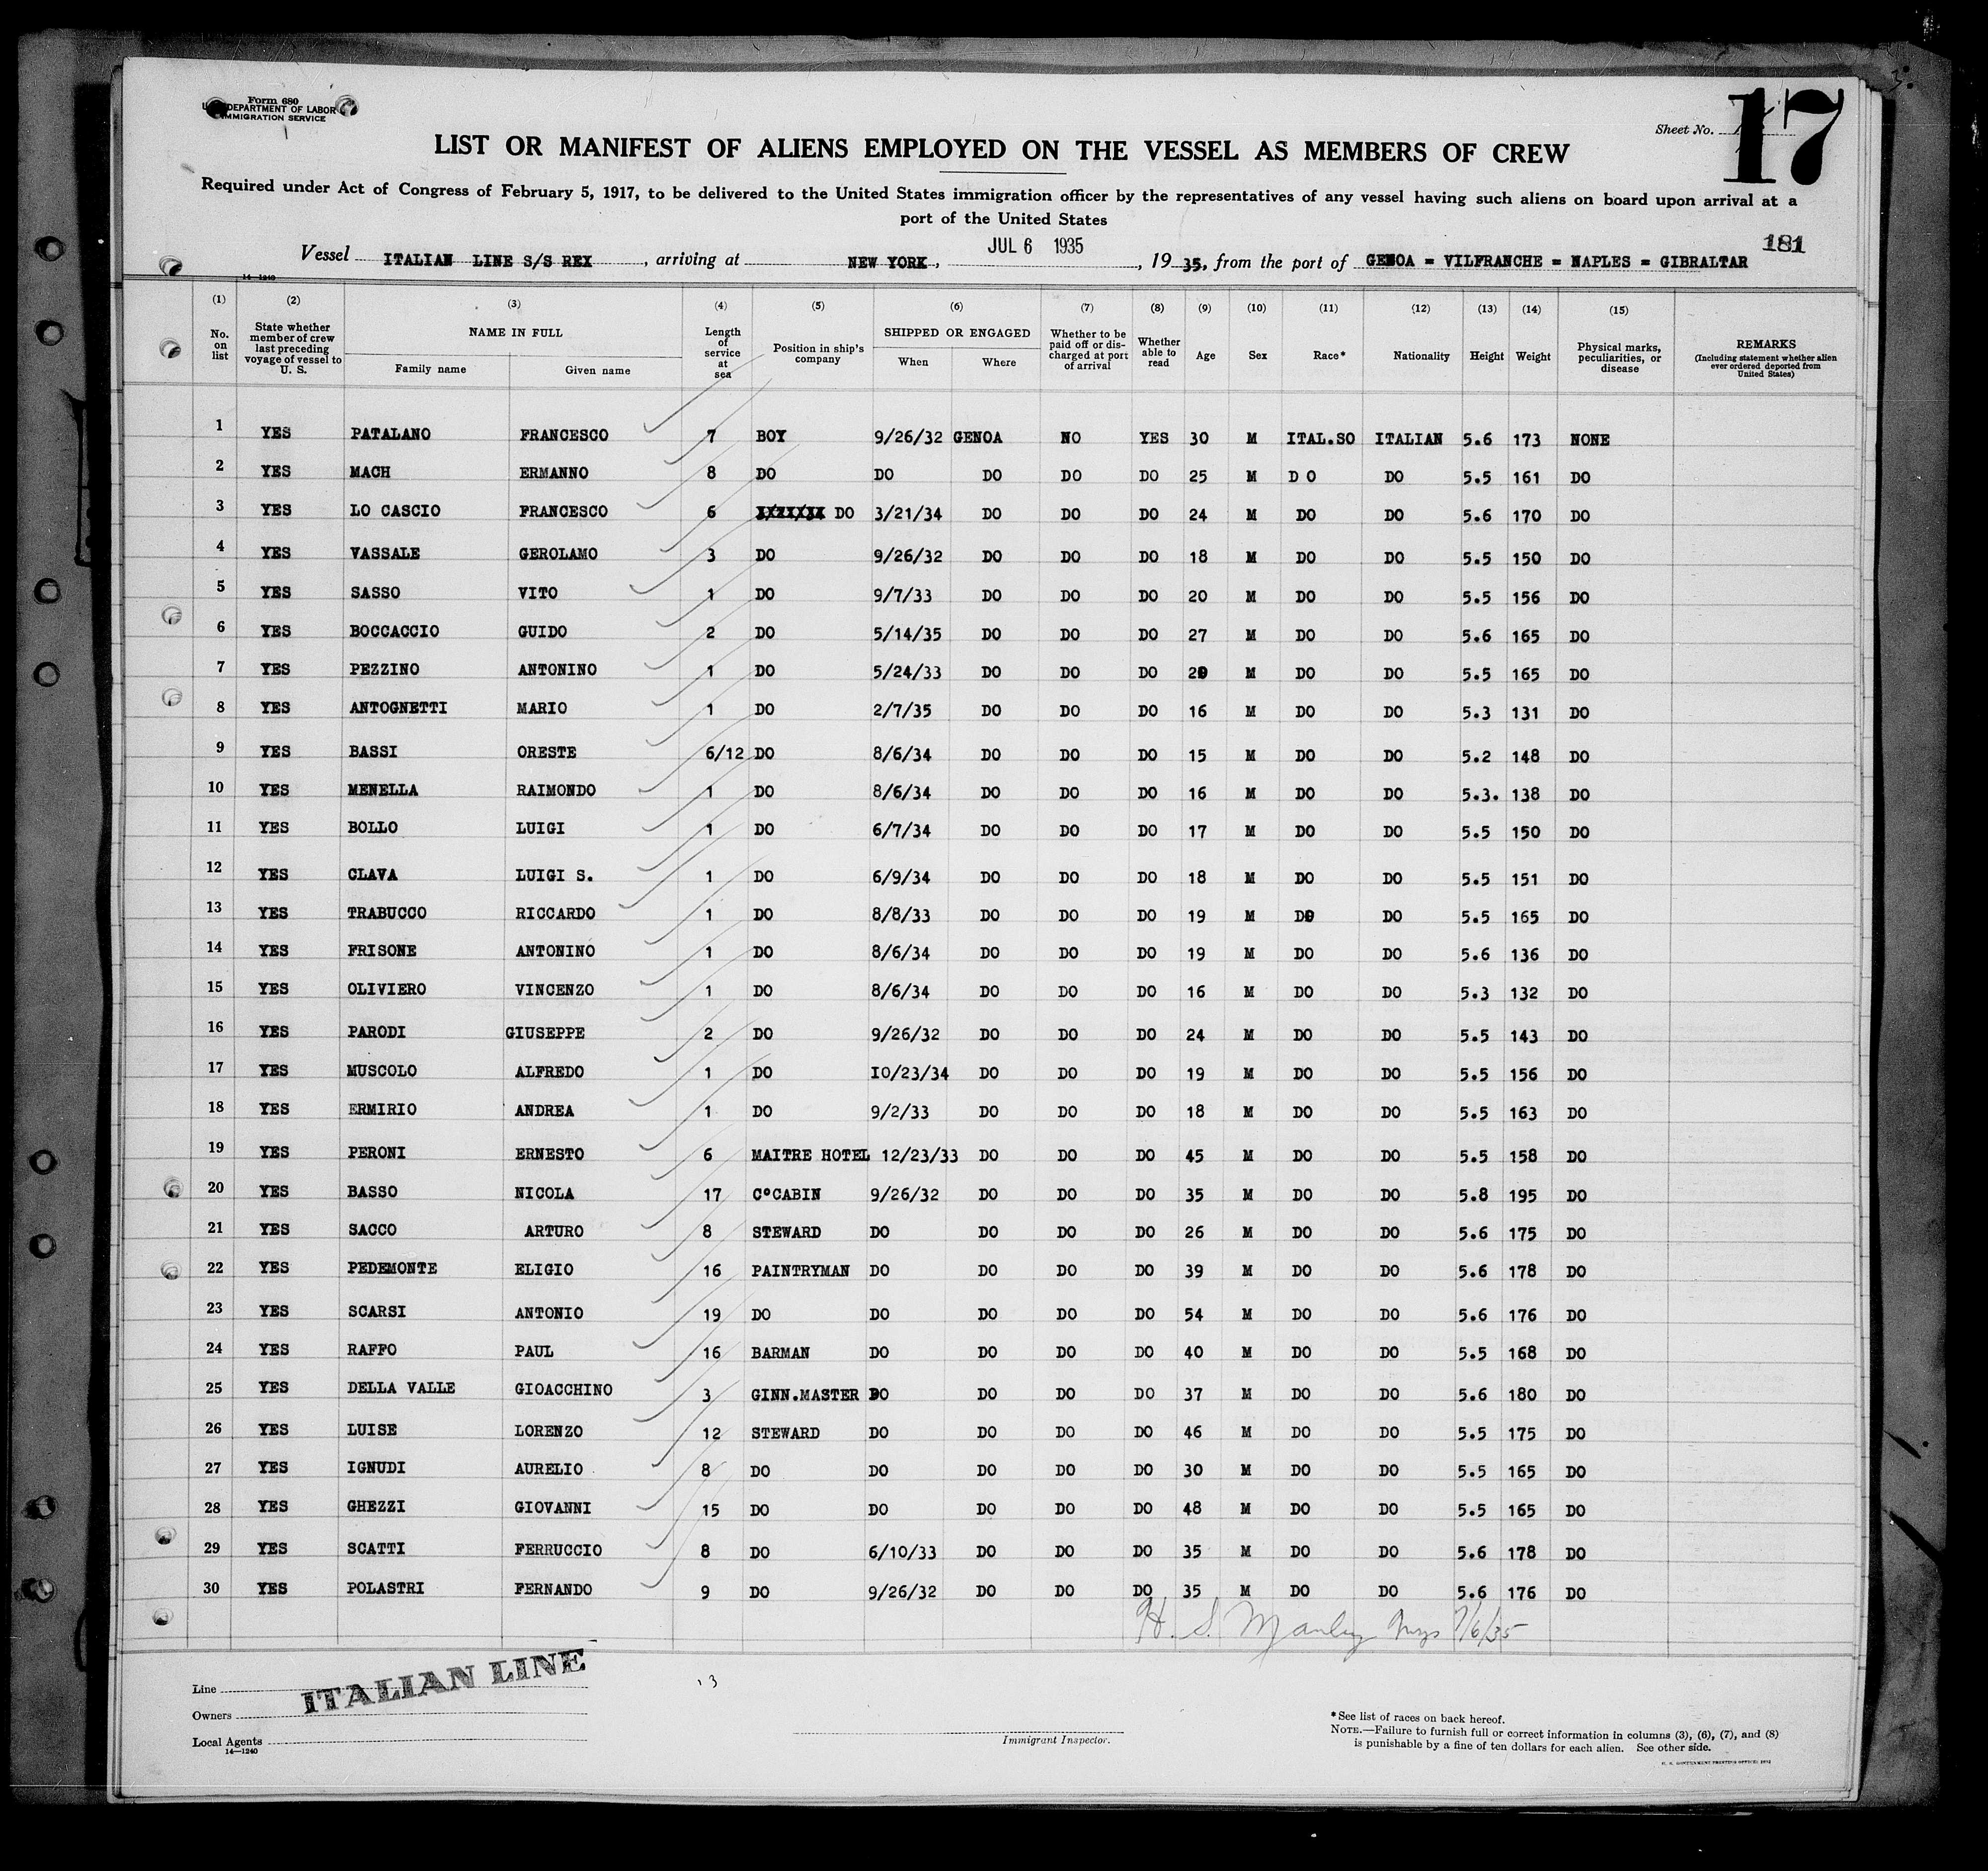 Form 680
DEPARTMENT OF LABOR
IMMIGRATION SERVICE
Sheet No.
17
LIST OR MANIFEST OF ALIENS EMPLOYED ON THE VESSEL AS MEMBERS OF CREW
Required under Act of Congress of February 5, 1917, to be delivered to the United States immigration officer by the representatives of any vessel having such aliens on board upon arrival at a
port of the United States
181
Vessel ITALIAN LINE S/S REX, arriving at NEW YORK, JUL 6 1935, 1935, from the port of GENOA = VILFRANCHE = NAPLES = GIBRALTAR
14—1240
(1) (2) (3) (4) (5) (6) (7) (8) (9) (10) (11) (12) (13) (14) (15)
No. on list State whether member of crew last preceding voyage of vessel to U. S. NAME IN FULL Family name Given name Length of service at sea Position in ship's company SHIPPED OR ENGAGED When Where Whether to be paid off or discharged at port of arrival Whether able to read Age Sex Race* Nationality Height Weight Physical marks, peculiarities, or disease REMARKS (Including statement whether alien ever ordered deported from United States)
1 YES PATALANO FRANCESCO 7 BOY 9/26/32 GENOA NO YES 30 M ITAL.SO ITALIAN 5.6 173 NONE
2 YES MACH ERMANNO 8 DO DO DO DO DO 25 M D O DO 5.5 161 DO
3 YES LO CASCIO FRANCESCO 6 DO 3/21/34 DO DO DO 24 M DO DO 5.6 170 DO
4 YES VASSALE GEROLAMO 3 DO 9/26/32 DO DO DO 18 M DO DO 5.5 150 DO
5 YES SASSO VITO 1 DO 9/7/33 DO DO DO 20 M DO DO 5.5 156 DO
6 YES BOCCACCIO GUIDO 2 DO 5/14/35 DO DO DO 27 M DO DO 5.6 165 DO
7 YES PEZZINO ANTONINO 1 DO 5/24/33 DO DO DO M DO DO 5.5 165 DO
8 YES ANTOGNETTI MARIO 1 DO 2/7/35 DO DO DO 16 M DO DO 5.3 131 DO
9 YES BASSI ORESTE 6/12 DO 8/6/34 DO DO DO 15 M DO DO 5.2 148 DO
10 YES MENELLA RAIMONDO 1 DO 8/6/34 DO DO DO 16 M DO DO 5.3. 138 DO
11 YES BOLLO LUIGI 1 DO 6/7/34 DO DO DO 17 M DO DO 5.5 150 DO
12 YES CLAVA LUIGI S. 1 DO 6/9/34 DO DO DO 18 M DO DO 5.5 151 DO
13 YES TRABUCCO RICCARDO 1 DO 8/8/33 DO DO DO 19 M DO DO 5.5 165 DO
14 YES FRISONE ANTONINO 1 DO 8/6/34 DO DO DO 19 M DO DO 5.6 136 DO
15 YES OLIVIERO VINCENZO 1 DO 8/6/34 DO DO DO 16 M DO DO 5.3 132 DO
16 YES PARODI GIUSEPPE 2 DO 9/26/32 DO DO DO 24 M DO DO 5.5 143 DO
17 YES MUSCOLO ALFREDO 1 DO 10/23/34 DO DO DO 19 M DO DO 5.5 156 DO
18 YES ERMIRIO ANDREA 1 DO 9/2/33 DO DO DO 18 M DO DO 5.5 163 DO
19 YES PERONI ERNESTO 6 MAITRE HOTEL 12/23/33 DO DO DO 45 M DO DO 5.5 158 DO
20 YES BASSO NICOLA 17 C°CABIN 9/26/32 DO DO DO 35 M DO DO 5.8 195 DO
21 YES SACCO ARTURO 8 STEWARD DO DO DO DO 26 M DO DO 5.6 175 DO
22 YES PEDEMONTE ELIGIO 16 PAINTRYMAN DO DO DO DO 39 M DO DO 5.6 178 DO
23 YES SCARSI ANTONIO 19 DO DO DO DO DO 54 M DO DO 5.6 176 DO
24 YES RAFFO PAUL 16 BARMAN DO DO DO DO 40 M DO DO 5.5 168 DO
25 YES DELLA VALLE GIOACCHINO 3 GINN.MASTER DO DO DO DO 37 M DO DO 5.6 180 DO
26 YES LUISE LORENZO 12 STEWARD DO DO DO DO 46 M DO DO 5.5 175 DO
27 YES IGNUDI AURELIO 8 DO DO DO DO DO 30 M DO DO 5.5 165 DO
28 YES GHEZZI GIOVANNI 15 DO DO DO DO DO 48 M DO DO 5.5 165 DO
29 YES SCATTI FERRUCCIO 8 DO 6/10/33 DO DO DO 35 M DO DO 5.6 178 DO
30 YES POLASTRI FERNANDO 9 DO 9/26/32 DO DO DO 35 M DO DO 5.6 176 DO
H. S. Manley 7/6/35
Line ITALIAN LINE
Owners
Local Agents
14—1240
13
Immigrant Inspector.
*See list of races on back hereof.
NOTE.—Failure to furnish full or correct information in columns (3), (6), (7), and (8)
is punishable by a fine of ten dollars for each alien. See other side.